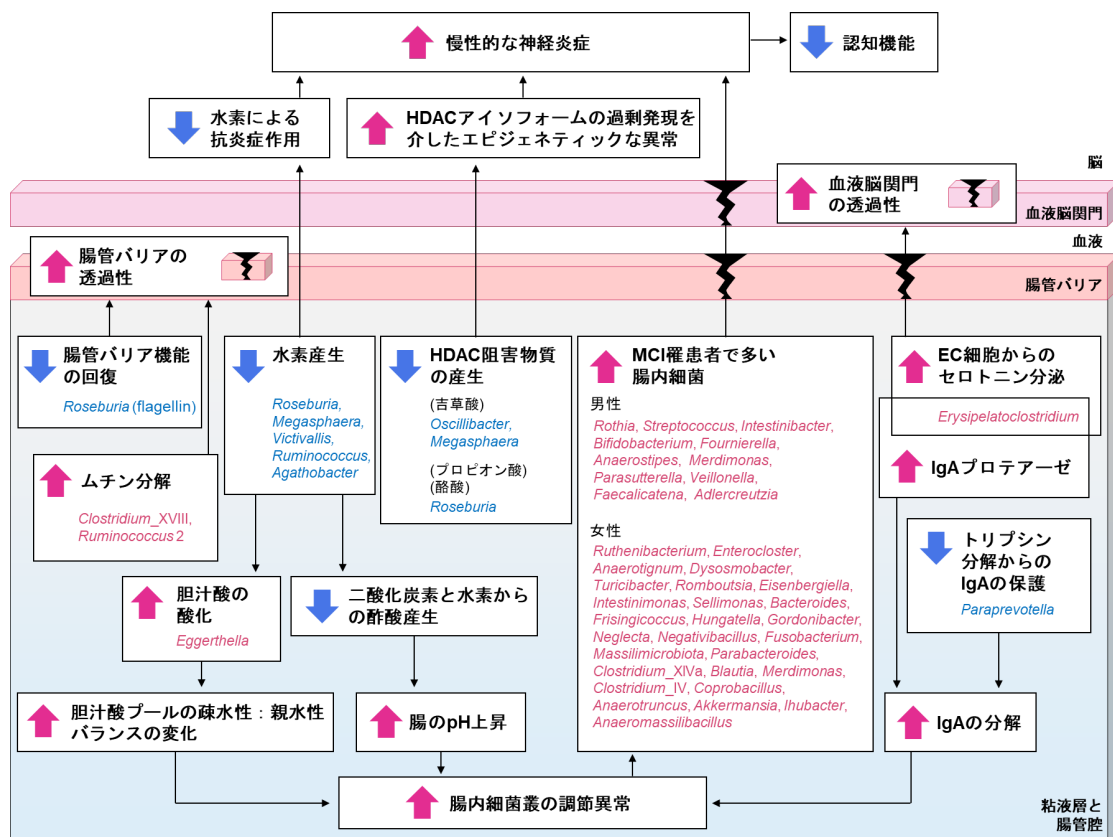 慢性的な神経炎症
認知機能
水素による
抗炎症作用
HDACアイソフォームの過剰発現を
介したエピジェネティックな異常
脳
血液脳関門
の透過性
血液脳関門
血液
腸管バリアの
透過性
腸管バリア
腸管バリア機能
の回復
Roseburia (flagellin)
ムチン分解
Clostridium_XVIII,
Ruminococcus 2
水素産生
Roseburia,
Megasphaera,
Victivallis,
Ruminococcus,
Agathobacter
HDAC阻害物質
の産生
(吉草酸)
Oscillibacter,
Megasphaera
(プロピオン酸)
(酪酸)
Roseburia
MCI罹患者で多い
腸内細菌
男性
Rothia, Streptococcus, Intestinibacter,
Bifidobacterium, Fournierella,
Anaerostipes, Merdimonas,
Parasutterella, Veillonella,
Faecalicatena, Adlercreutzia
女性
Ruthenibacterium, Enterocloster,
Anaerotignum, Dysosmobacter,
Turicibacter, Romboutsia, Eisenbergiella,
Intestinimonas, Sellimonas, Bacteroides,
Frisingicoccus, Hungatella, Gordonibacter,
Neglecta, Negativibacillus, Fusobacterium,
Massilimicrobiota, Parabacteroides,
Clostridium_XIVa, Blautia, Merdimonas,
Clostridium_IV, Coprobacillus,
Anaerotruncus, Akkermansia, Ihubacter,
Anaeromassilibacillus
EC細胞からの
セロトニン分泌
Erysipelatoclostridium
IgAプロテアーゼ
トリプシン
分解からの
IgAの保護
Paraprevotella
胆汁酸の
酸化
Eggerthella
二酸化炭素と水素から
の酢酸産生
胆汁酸プールの疎水性：親水性
バランスの変化
腸のpH上昇
IgAの分解
腸内細菌叢の調節異常
粘液層と
腸管腔